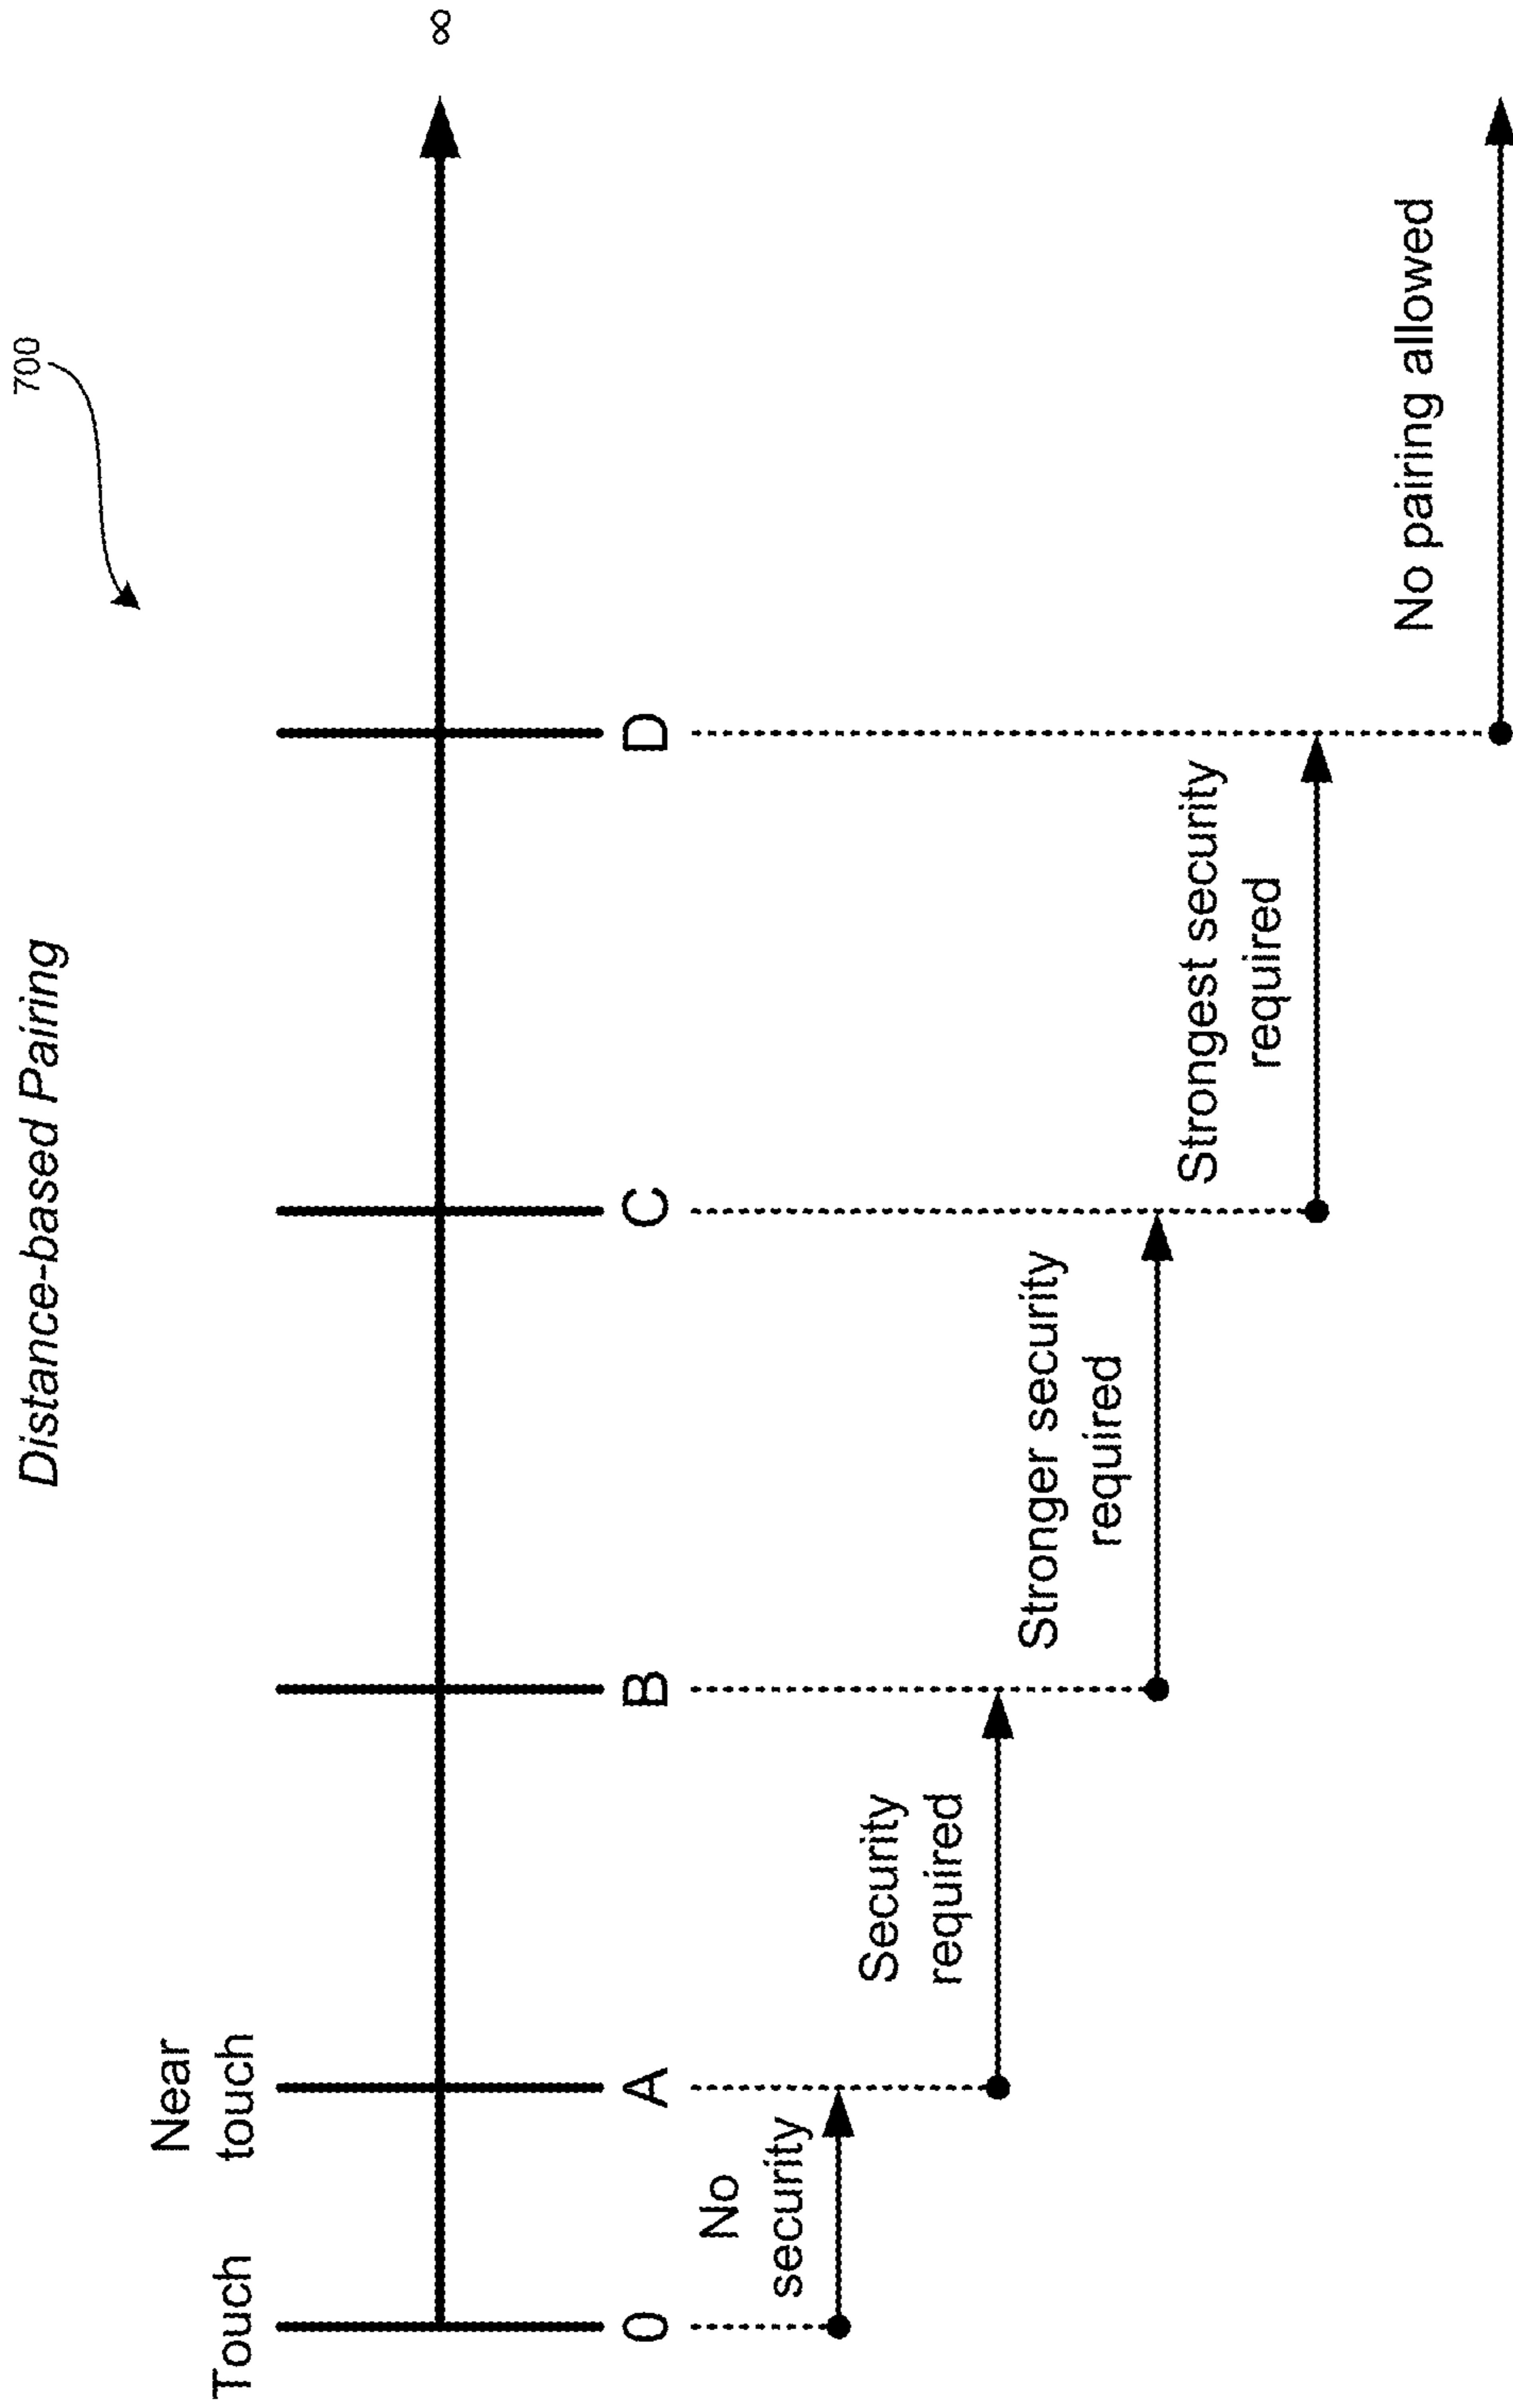 Distance-based Pairing
700
Touch
Near
touch
∞
0
A
B
C
D
No
security
Security
required
Stronger security
required
Strongest security
required
No pairing allowed